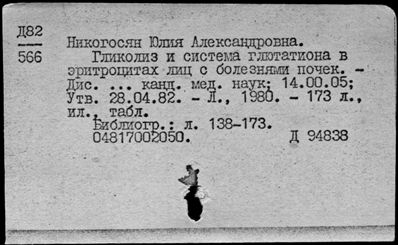 Д82
566
Никогосян Юлия Александровна.
Гликолиз и система глютатиона в
эритроцитах лиц с болезнями почек. -
Дис. ... канд. мед. наук: 14.00.05;
Утв. 28.04.82. - Л., 1980. - 173 л.,
ил., табл.
Библиогр.: л. 138-173.
04817002050. Д 94838